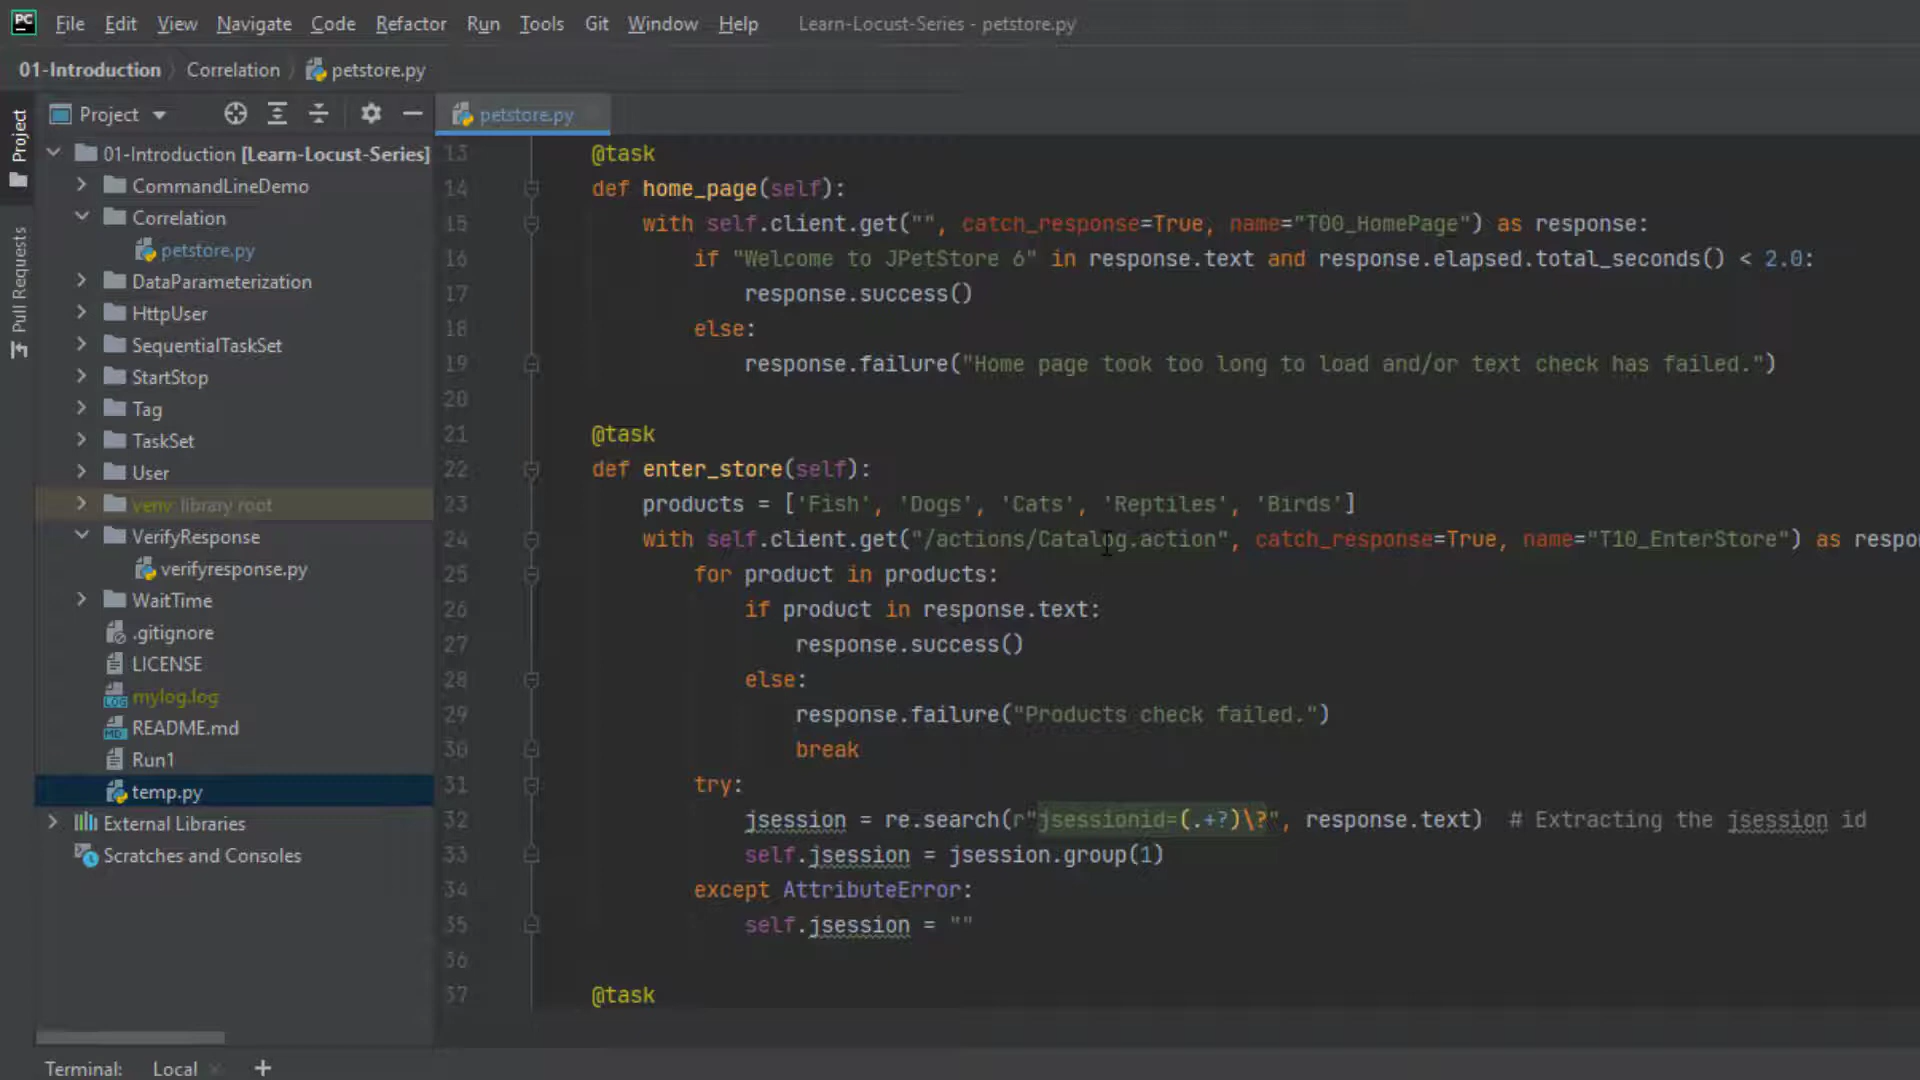 PC File Edit View Navigate Code Refactor Run Tools Git Window Help Learn-Locust-Series - petstore.py
01-Introduction Correlation petstore.py
Project
Pull Requests
Project
01-Introduction [Learn-Locust-Series]
CommandLineDemo
Correlation
petstore.py
DataParameterization
HttpUser
SequentialTaskSet
StartStop
Tag
TaskSet
User
venv library root
VerifyResponse
verifyresponse.py
WaitTime
.gitignore
LICENSE
mylog.log
README.md
Run1
temp.py
External Libraries
Scratches and Consoles
petstore.py
13 @task
14 def home_page(self):
15 with self.client.get("", catch_response=True, name="T00_HomePage") as response:
16 if "Welcome to JPetStore 6" in response.text and response.elapsed.total_seconds() < 2.0:
17 response.success()
18 else:
19 response.failure("Home page took too long to load and/or text check has failed.")
20
21 @task
22 def enter_store(self):
23 products = ['Fish', 'Dogs', 'Cats', 'Reptiles', 'Birds']
24 with self.client.get("/actions/Catalog.action", catch_response=True, name="T10_EnterStore") as respo
25 for product in products:
26 if product in response.text:
27 response.success()
28 else:
29 response.failure("Products check failed.")
30 break
31 try:
32 jsession = re.search(r"jsessionid=(.+?)\?", response.text) # Extracting the jsession id
33 self.jsession = jsession.group(1)
34 except AttributeError:
35 self.jsession = ""
36
37 @task
Terminal: Local +